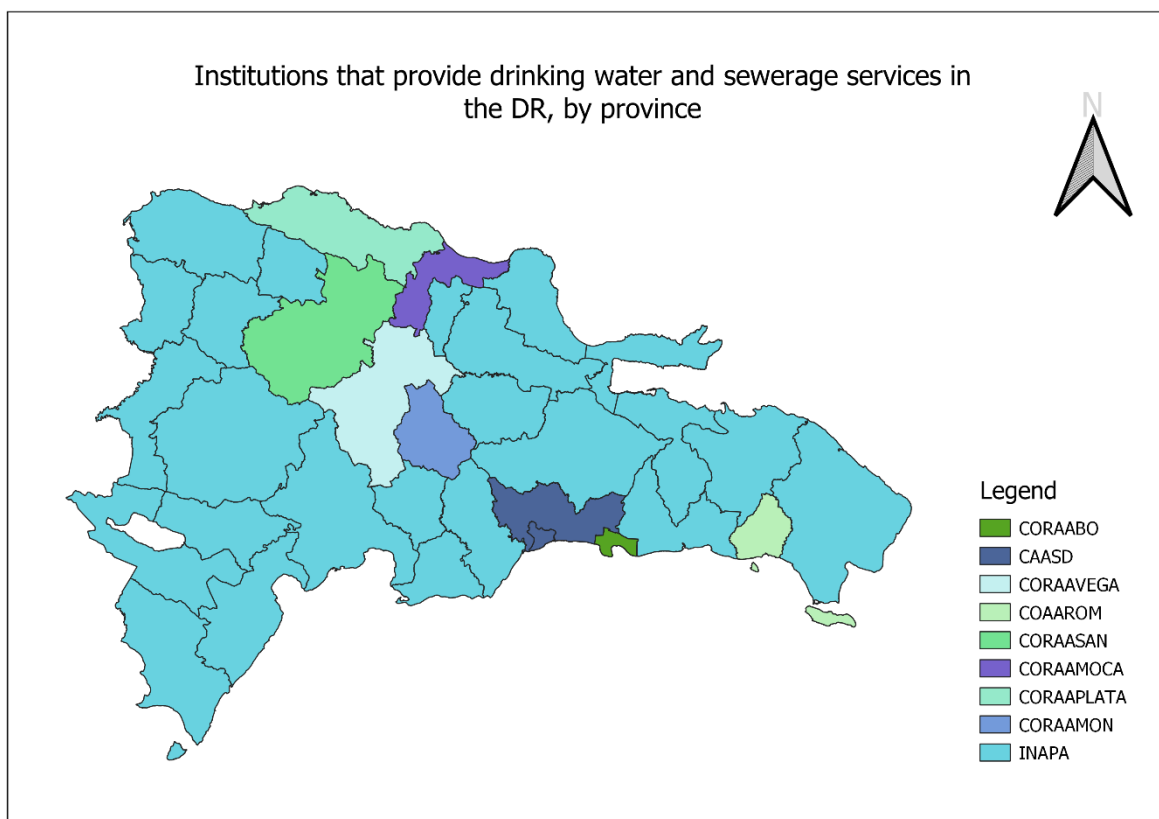 Institutions that provide drinking water and sewerage services in
the DR, by province
N
Legend
CORAABO
CAASD
CORAAVEGA
COAAROM
CORAASAN
CORAAMOCA
CORAAPLATA
CORAAMON
INAPA